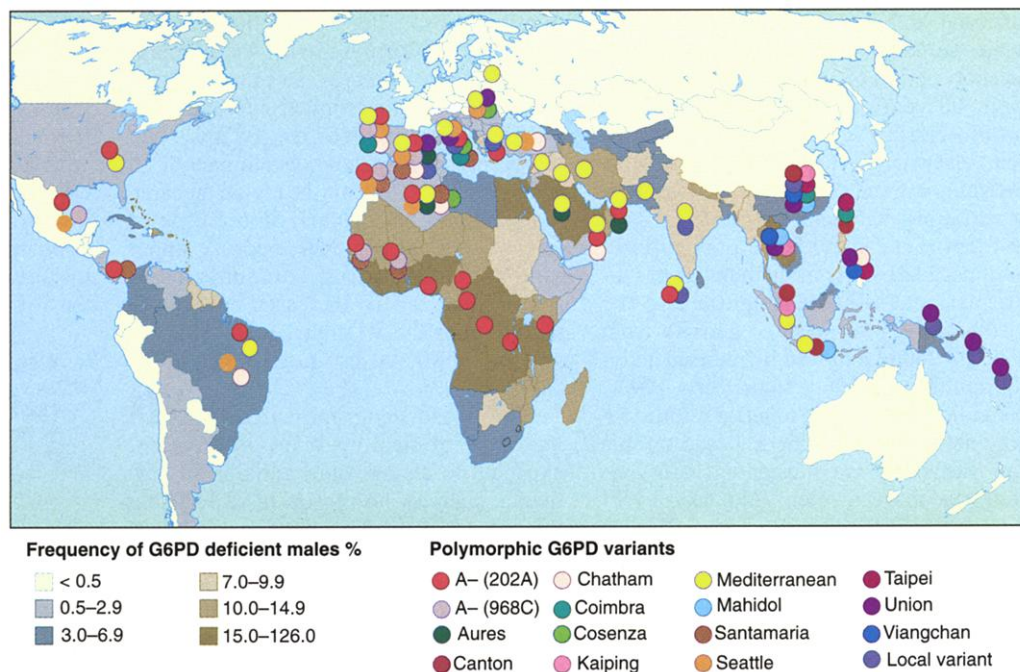 Frequency of G6PD deficient males %
< 0.5
0.5–2.9
3.0–6.9
7.0–9.9
10.0–14.9
15.0–126.0
Polymorphic G6PD variants
A– (202A)
A– (968C)
Aures
Canton
Chatham
Coimbra
Cosenza
Kaiping
Mediterranean
Mahidol
Santamaria
Seattle
Taipei
Union
Viangchan
Local variant